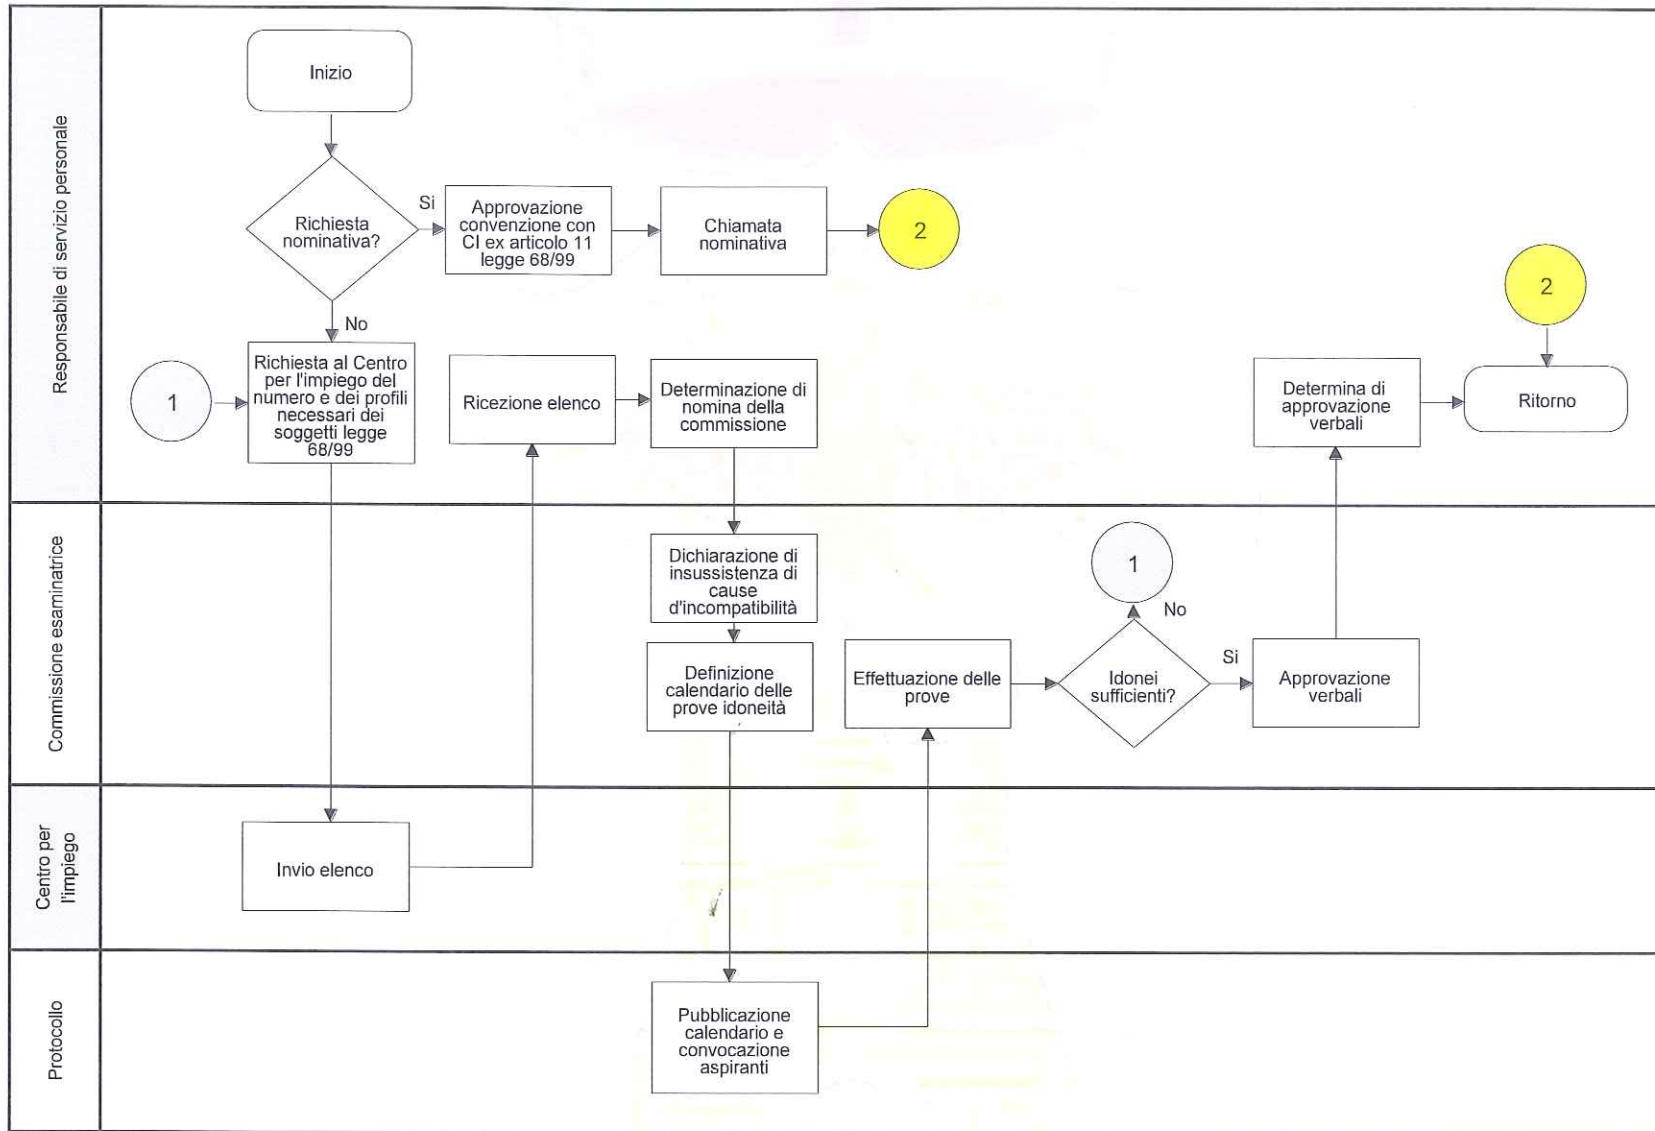 Responsabile di servizio personale
Inizio
Richiesta
nominativa?
Si
Approvazione
convenzione con
CI ex articolo 11
legge 68/99
Chiamata
nominativa
2
No
1
Richiesta al Centro
per l'impiego del
numero e dei profili
necessari dei
soggetti legge
68/99
Ricezione elenco
Determinazione di
nomina della
commissione
Determina di
approvazione
verbali
2
Ritorno
Commissione esaminatrice
Dichiarazione di
insussistenza di
cause
d'incompatibilità
Definizione
calendario delle
prove idoneità
Effettuazione delle
prove
1
No
Idonei
sufficienti?
Si
Approvazione
verbali
Centro per
l'impiego
Invio elenco
Protocollo
Pubblicazione
calendario e
convocazione
aspiranti